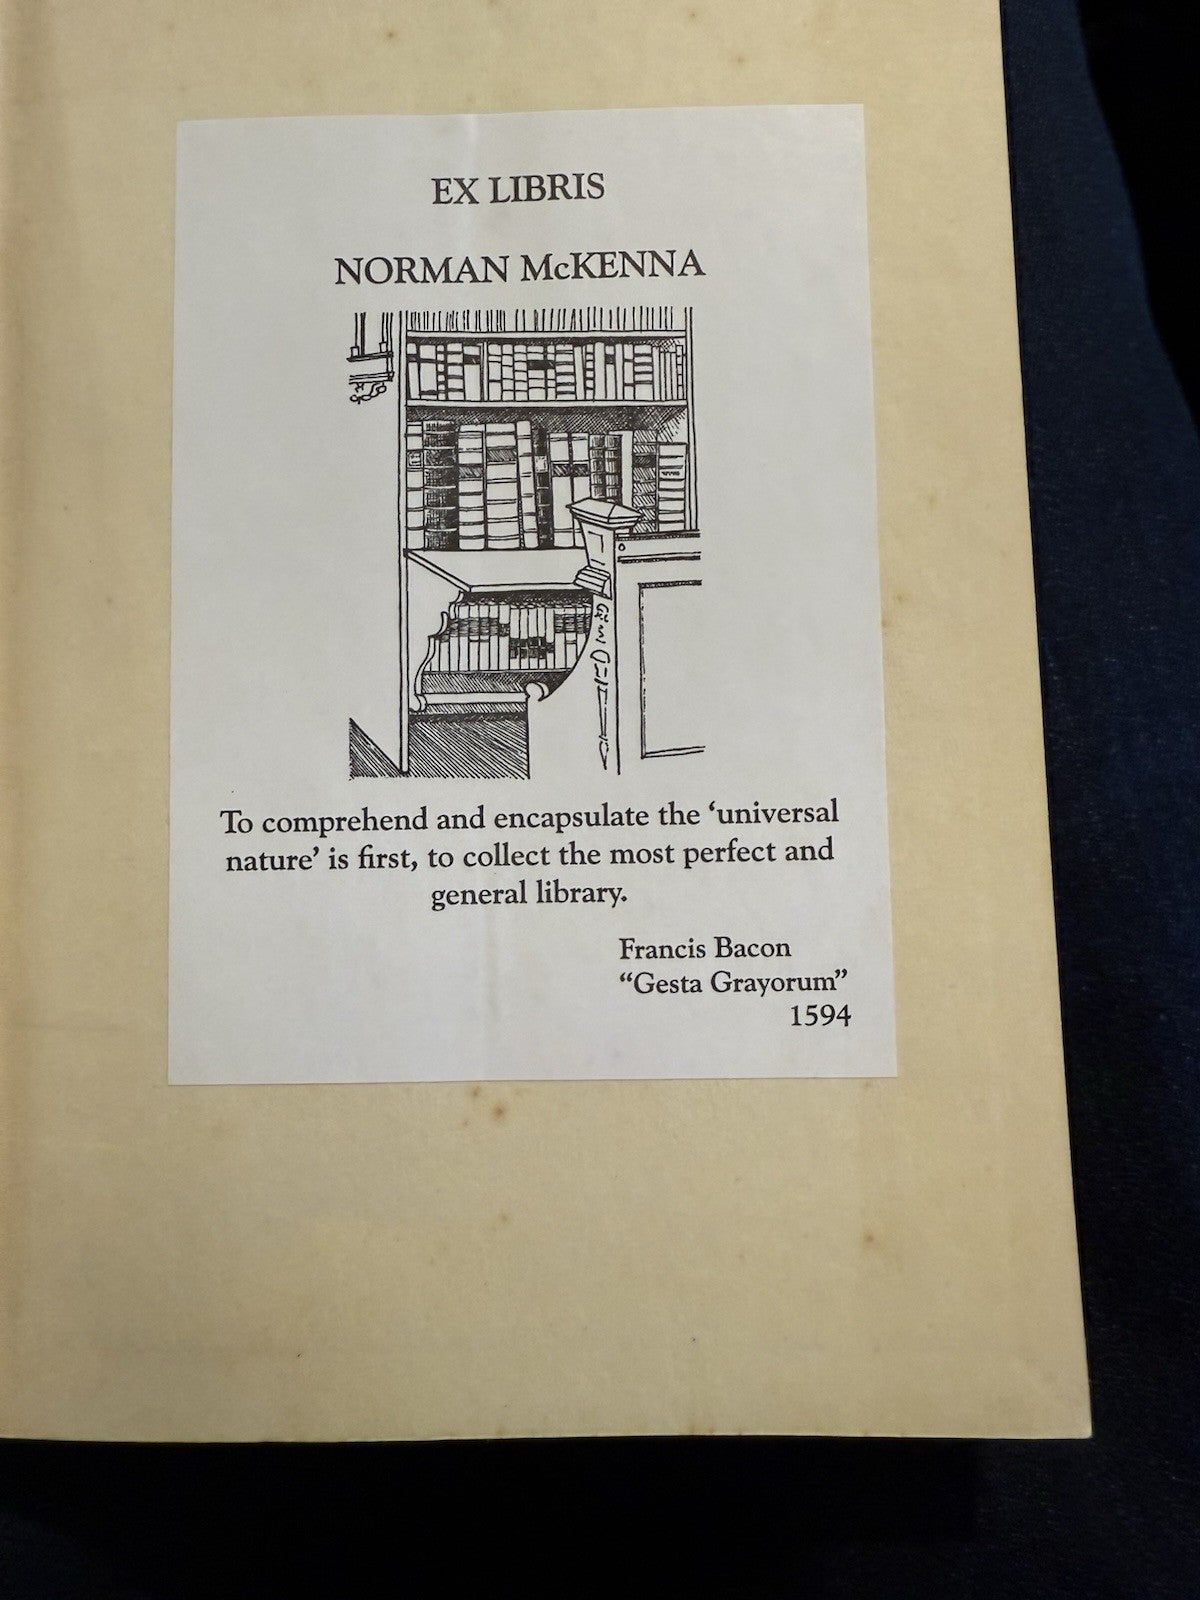 EX LIBRIS
NORMAN McKENNA
To comprehend and encapsulate the ‘universal
nature’ is first, to collect the most perfect and
general library.
Francis Bacon
“Gesta Grayorum”
1594